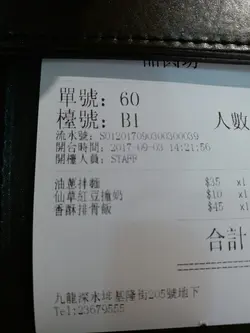 單號: 60
檯號: B1 人數
流水號: S01201709030030039
開台時間: 2017-09-03 14:21:56
開檯人員: STAFF
油蔥拌麵 $35 x1
仙草紅豆撞奶 $10 x1
香酥排骨飯 $45 x1
合計
九龍深水埗基隆街205號地下
Tel:23679555